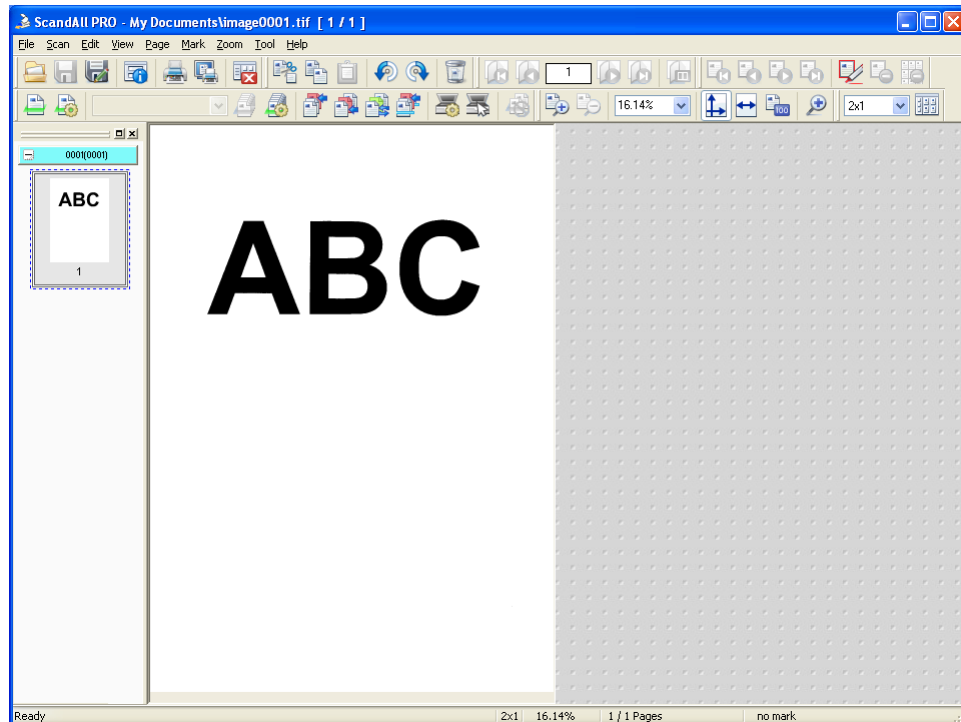 ScandAll PRO - My Documents\image0001.tif [ 1 / 1 ]
File Scan Edit View Page Mark Zoom Tool Help
1
16.14% 100 2x1
0001(0001)
ABC
1
ABC
Ready 2x1 16.14% 1 / 1 Pages no mark